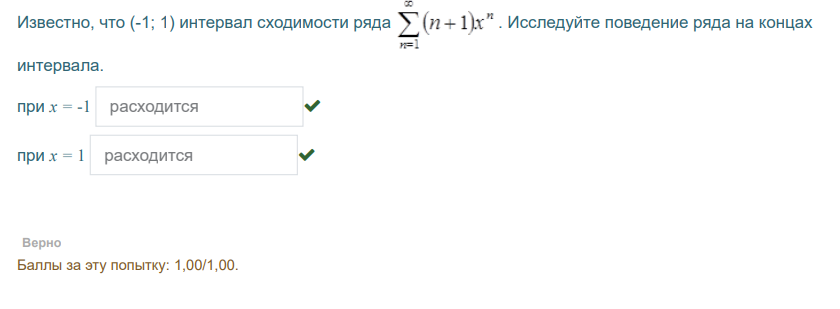 Известно, что (-1; 1) интервал сходимости ряда $\sum_{n=1}^{\infty}(n+1)x^n$. Исследуйте поведение ряда на концах
интервала.
при x = -1 расходится
при x = 1 расходится
Верно
Баллы за эту попытку: 1,00/1,00.